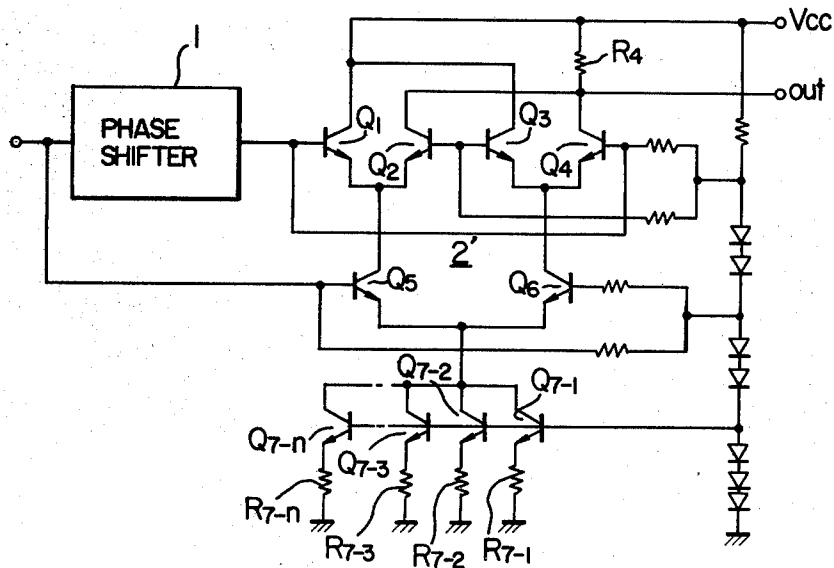 1
Vcc
R4
out
PHASE
SHIFTER
Q1
Q2
Q3
Q4
2'
Q5
Q6
Q7-2
Q7-1
Q7-n
Q7-3
R7-n
R7-3
R7-2
R7-1